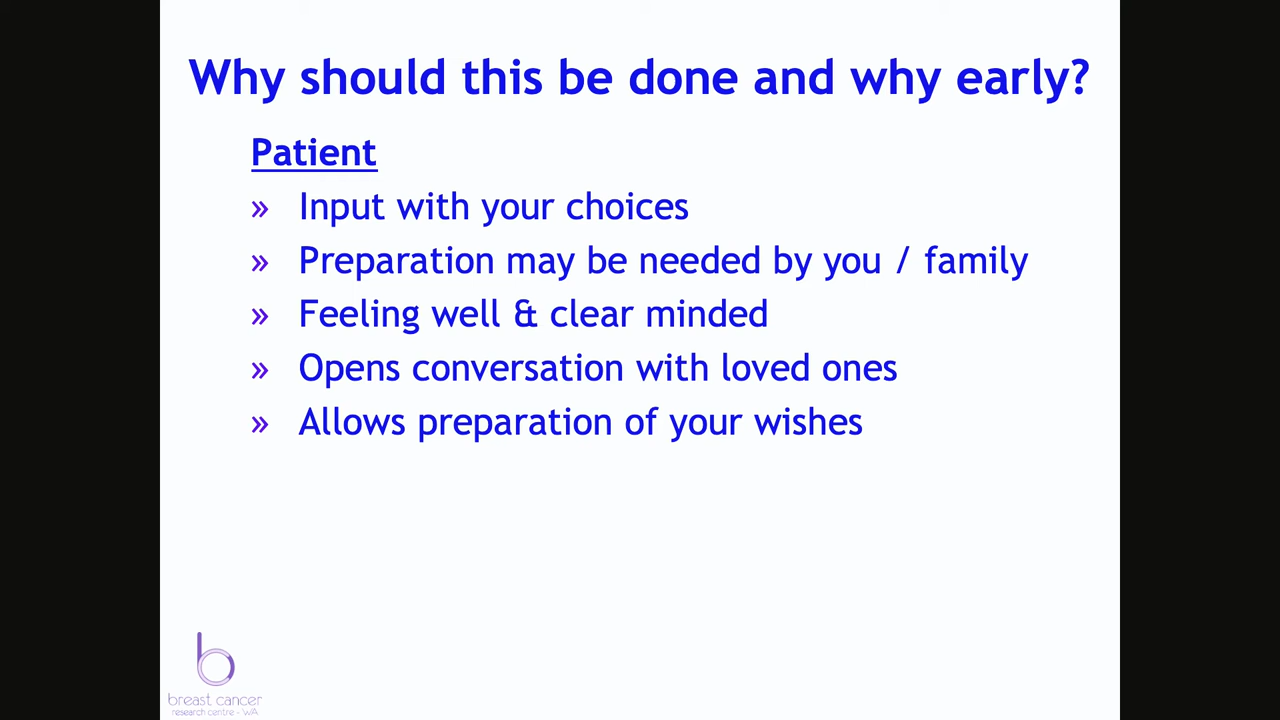 Why should this be done and why early?
Patient
» Input with your choices
» Preparation may be needed by you / family
» Feeling well & clear minded
» Opens conversation with loved ones
» Allows preparation of your wishes
b
breast cancer
research centre - WA